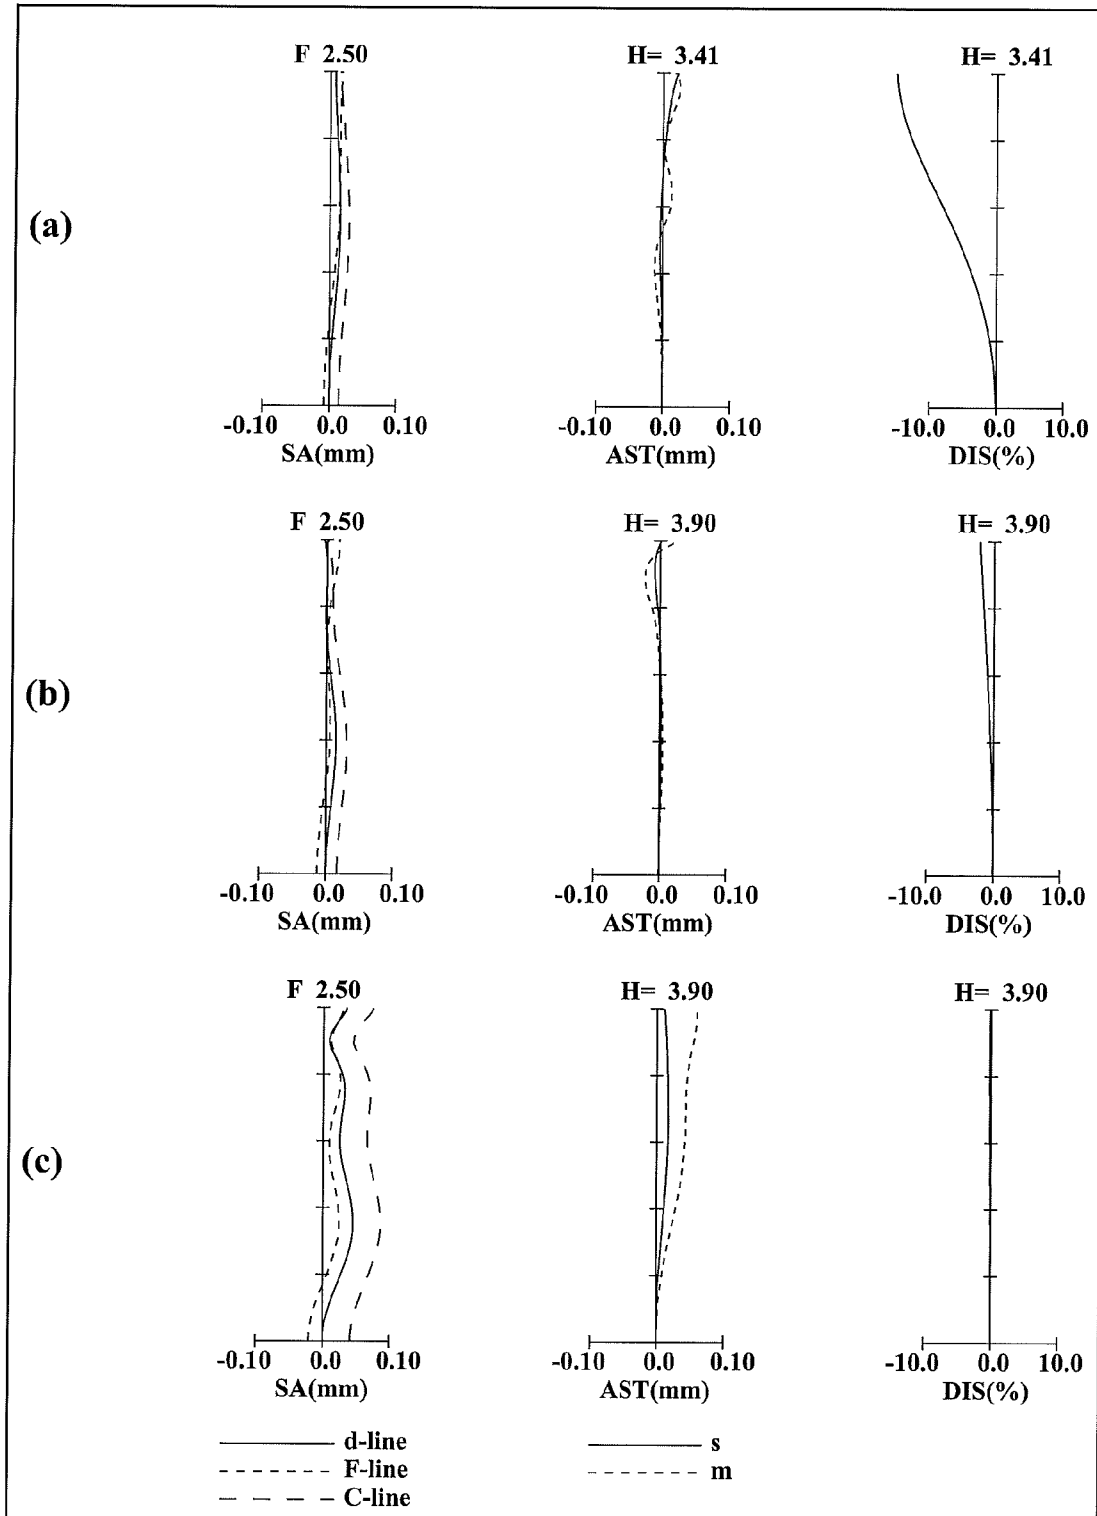 F 2.50 H= 3.41 H= 3.41
(a)
-0.10 0.0 0.10 -0.10 0.0 0.10 -10.0 0.0 10.0
SA(mm) AST(mm) DIS(%)
F 2.50 H= 3.90 H= 3.90
(b)
-0.10 0.0 0.10 -0.10 0.0 0.10 -10.0 0.0 10.0
SA(mm) AST(mm) DIS(%)
F 2.50 H= 3.90 H= 3.90
(c)
-0.10 0.0 0.10 -0.10 0.0 0.10 -10.0 0.0 10.0
SA(mm) AST(mm) DIS(%)
d-line s
F-line m
C-line